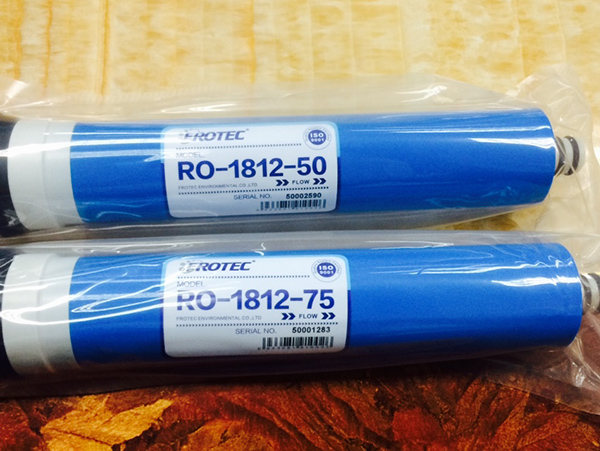 FROTEC
ISO
9001
MODEL:
RO-1812-50
FROTEC ENVIRONMENTAL CO.,LTD
FLOW
SERIAL NO.
50002590
FROTEC
ISO
9001
MODEL:
RO-1812-75
FROTEC ENVIRONMENTAL CO.,LTD
FLOW
SERIAL NO.
50001283